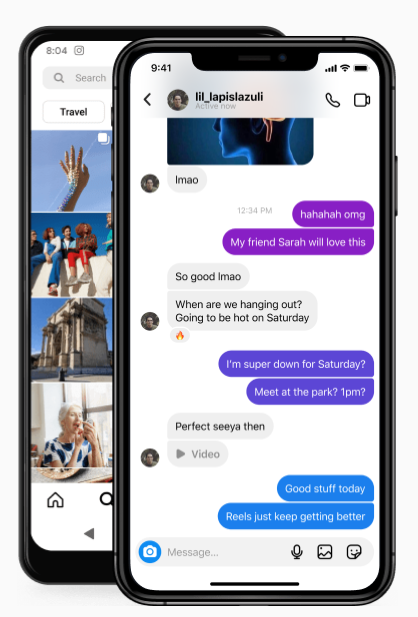 8:04
Search
Travel
9:41
lil_lapislazuli
Active now
lmao
12:34 PM
hahahah omg
My friend Sarah will love this
So good lmao
When are we hanging out?
Going to be hot on Saturday
I'm super down for Saturday?
Meet at the park? 1pm?
Perfect seeya then
Video
Good stuff today
Reels just keep getting better
Message...